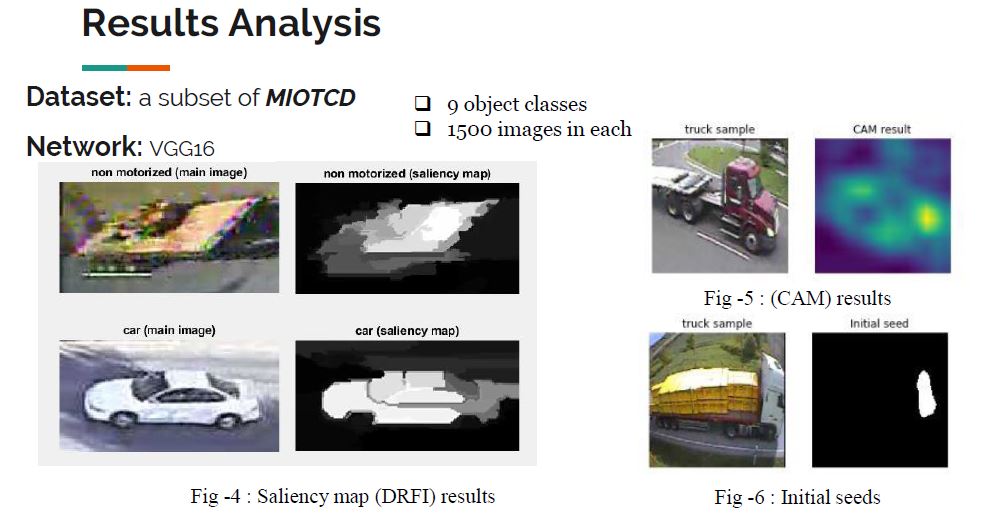 Results Analysis
Dataset: a subset of MIOTCD
Network: VGG16
❑ 9 object classes
❑ 1500 images in each
non motorized (main image)
non motorized (saliency map)
car (main image)
car (saliency map)
Fig -4 : Saliency map (DRFI) results
truck sample
CAM result
Fig -5 : (CAM) results
truck sample
Initial seed
Fig -6 : Initial seeds